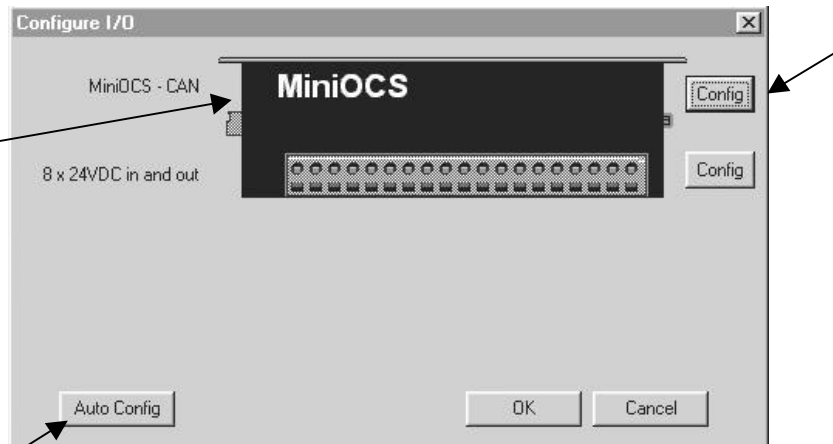 Configure I/O
MiniOCS - CAN
MiniOCS
Config
8 x 24VDC in and out
Config
Auto Config
OK
Cancel